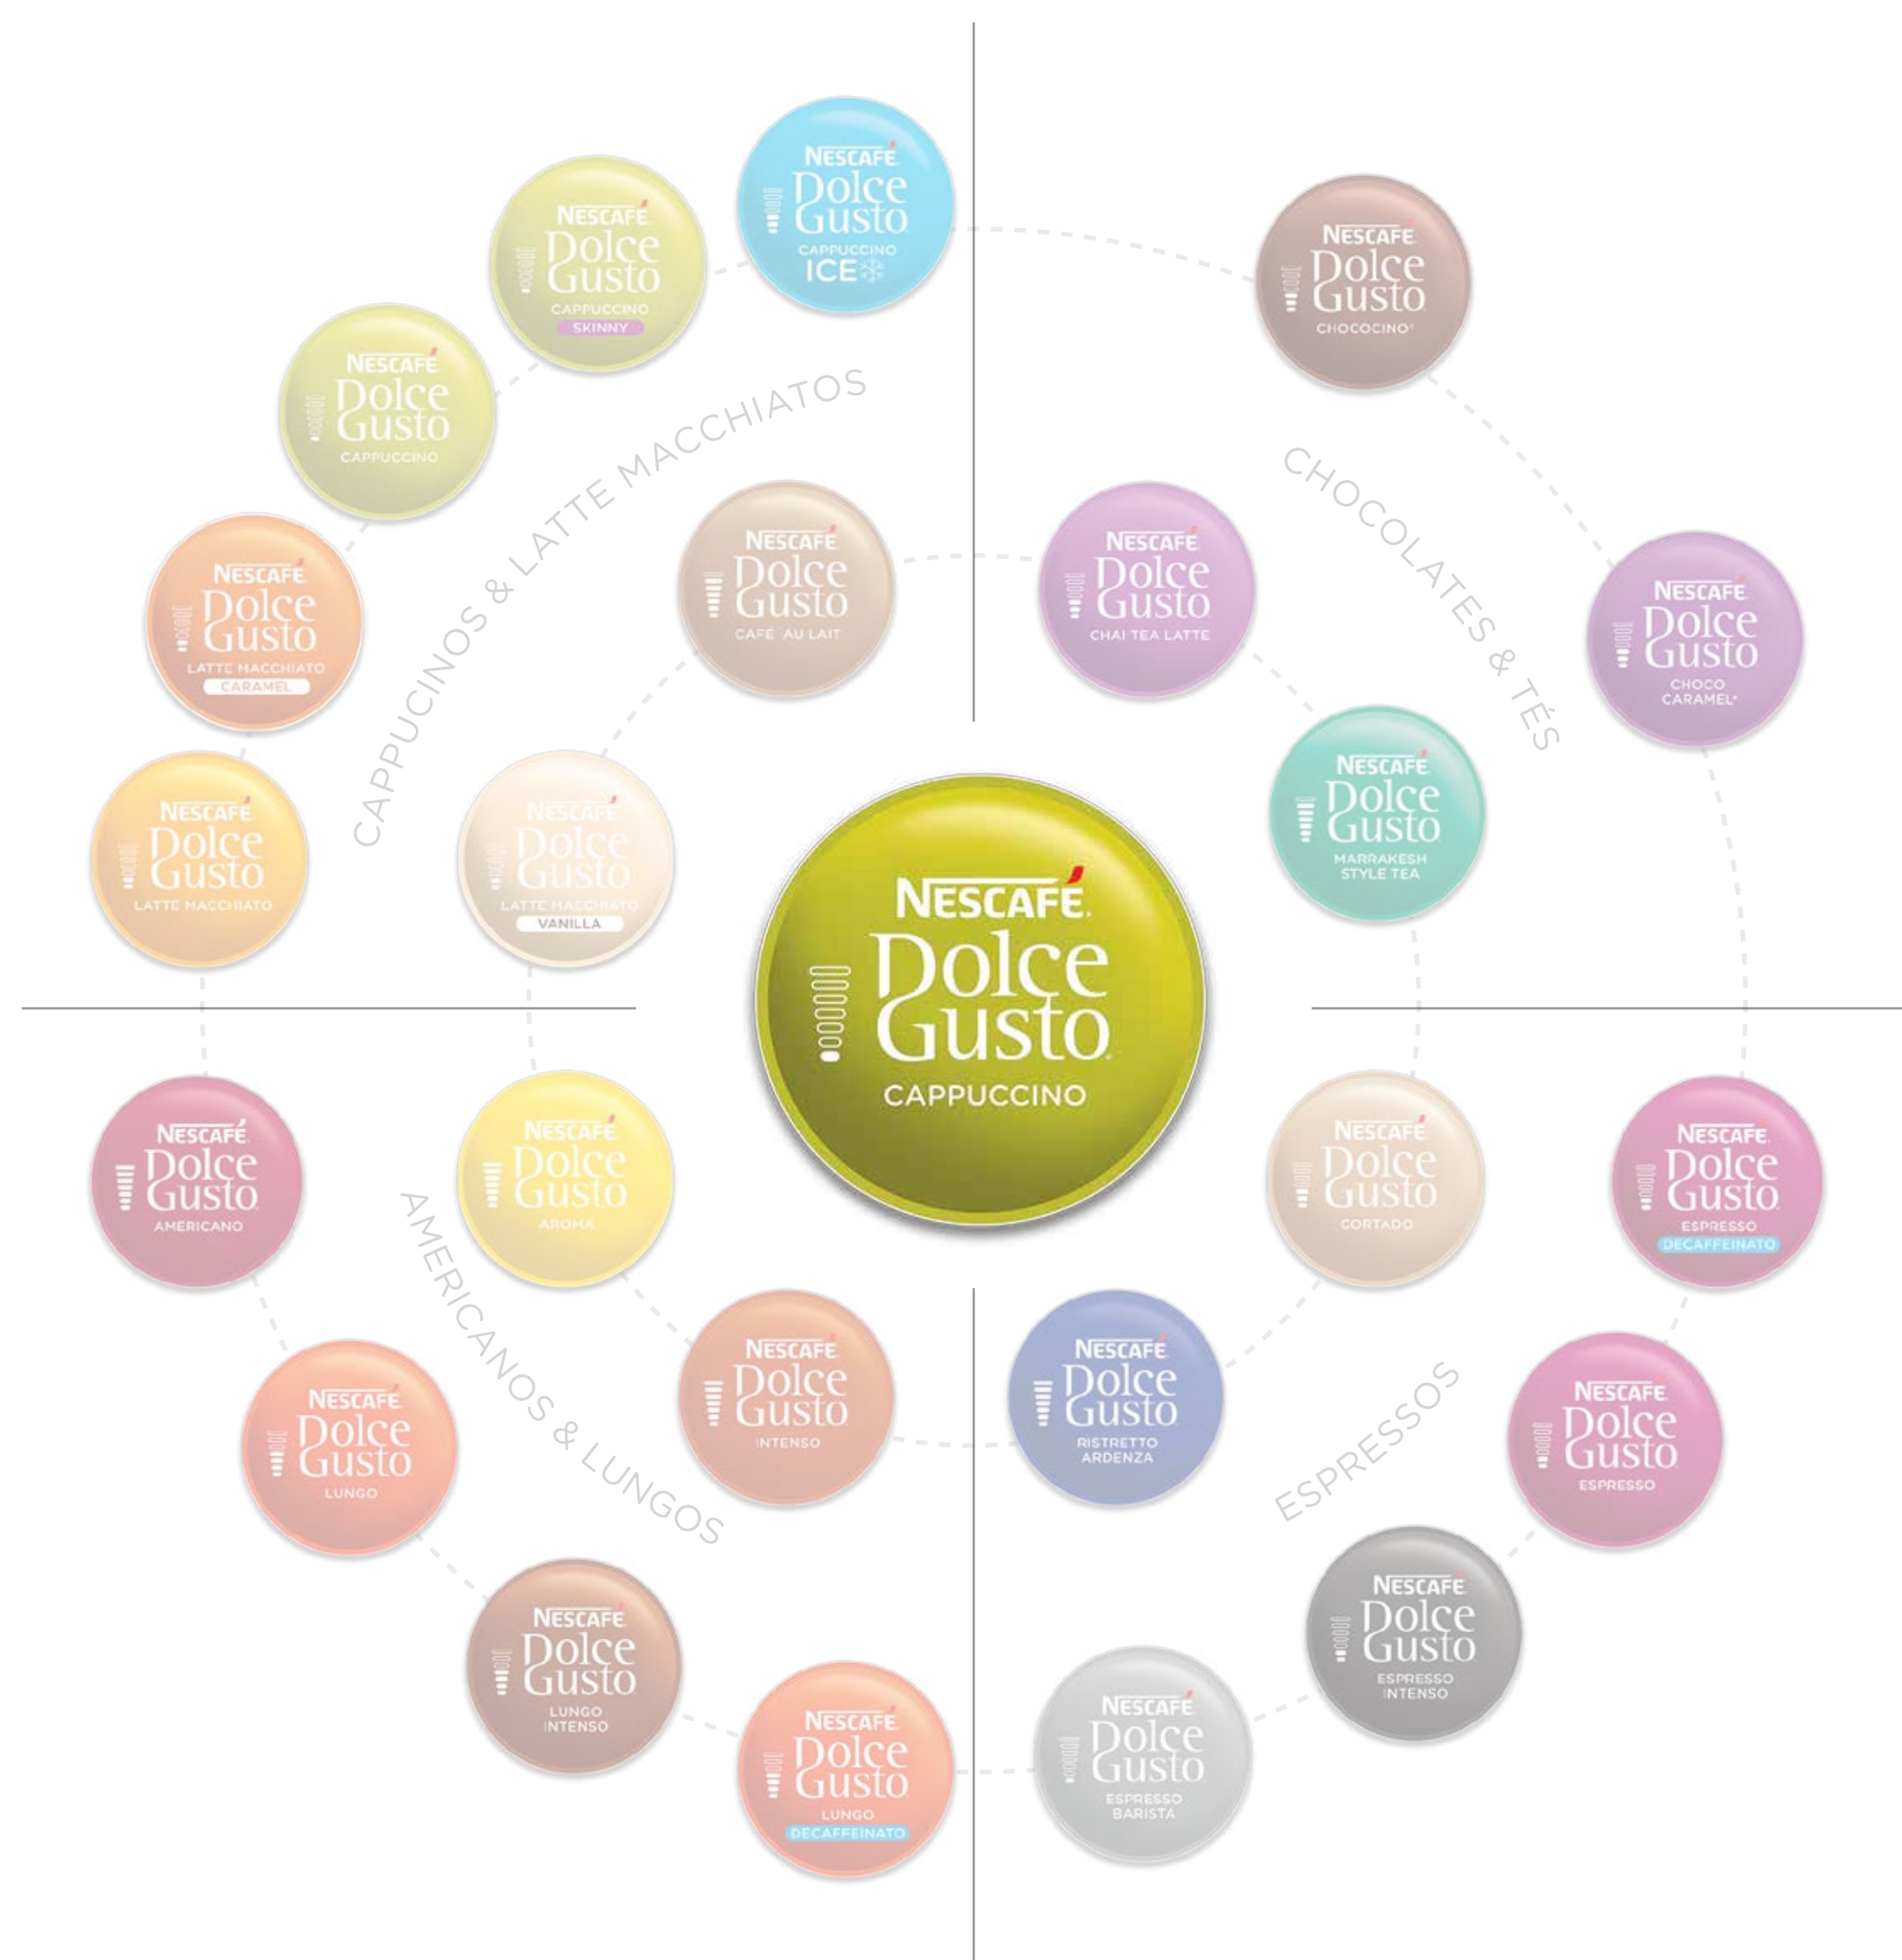 NESCAFÉ
Dolce
Gusto
CAPPUCCINO
ICE
NESCAFÉ
Dolce
Gusto
CAPPUCCINO
SKINNY
NESCAFÉ
Dolce
Gusto
CAPPUCCINO
NESCAFÉ
Dolce
Gusto
LATTE MACCHIATO
CARAMEL
NESCAFÉ
Dolce
Gusto
LATTE MACCHIATO
CAPPUCINOS & LATTE MACCHIATOS
NESCAFÉ
Dolce
Gusto
CAFÉ AU LAIT
NESCAFÉ
Dolce
Gusto
LATTE MACCHIATO
VANILLA
NESCAFÉ
Dolce
Gusto
CHOCOCINO*
NESCAFÉ
Dolce
Gusto
CHOCO
CARAMEL*
CHOCOLATES & TÉS
NESCAFÉ
Dolce
Gusto
CHAI TEA LATTE
NESCAFÉ
Dolce
Gusto
MARRAKESH
STYLE TEA
NESCAFÉ.
Dolce
Gusto
CAPPUCCINO
NESCAFÉ
Dolce
Gusto
AMERICANO
NESCAFÉ
Dolce
Gusto
AROMA
AMERICANOS & LUNGOS
NESCAFÉ
Dolce
Gusto
LUNGO
NESCAFÉ
Dolce
Gusto
INTENSO
NESCAFÉ
Dolce
Gusto
LUNGO
INTENSO
NESCAFÉ
Dolce
Gusto
LUNGO
DECAFFEINATO
NESCAFÉ
Dolce
Gusto
CORTADO
NESCAFÉ
Dolce
Gusto
ESPRESSO
DECAFFEINATO
NESCAFÉ
Dolce
Gusto
RISTRETTO
ARDENZA
ESPRESSOS
NESCAFÉ
Dolce
Gusto
ESPRESSO
NESCAFÉ
Dolce
Gusto
ESPRESSO
INTENSO
NESCAFÉ
Dolce
Gusto
ESPRESSO
BARISTA